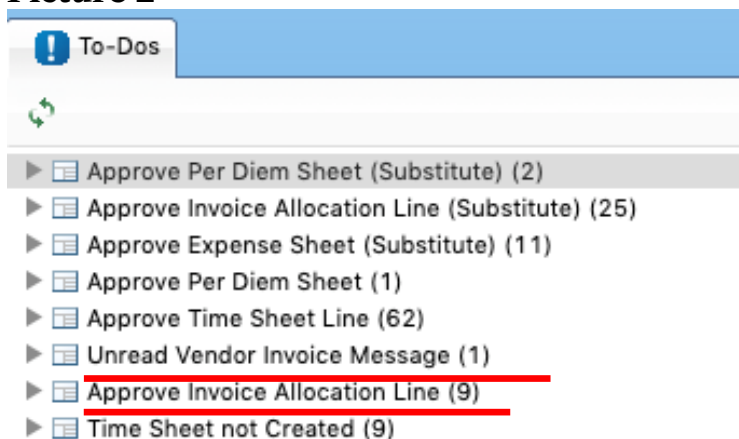 To-Dos
Approve Per Diem Sheet (Substitute) (2)
Approve Invoice Allocation Line (Substitute) (25)
Approve Expense Sheet (Substitute) (11)
Approve Per Diem Sheet (1)
Approve Time Sheet Line (62)
Unread Vendor Invoice Message (1)
Approve Invoice Allocation Line (9)
Time Sheet not Created (9)